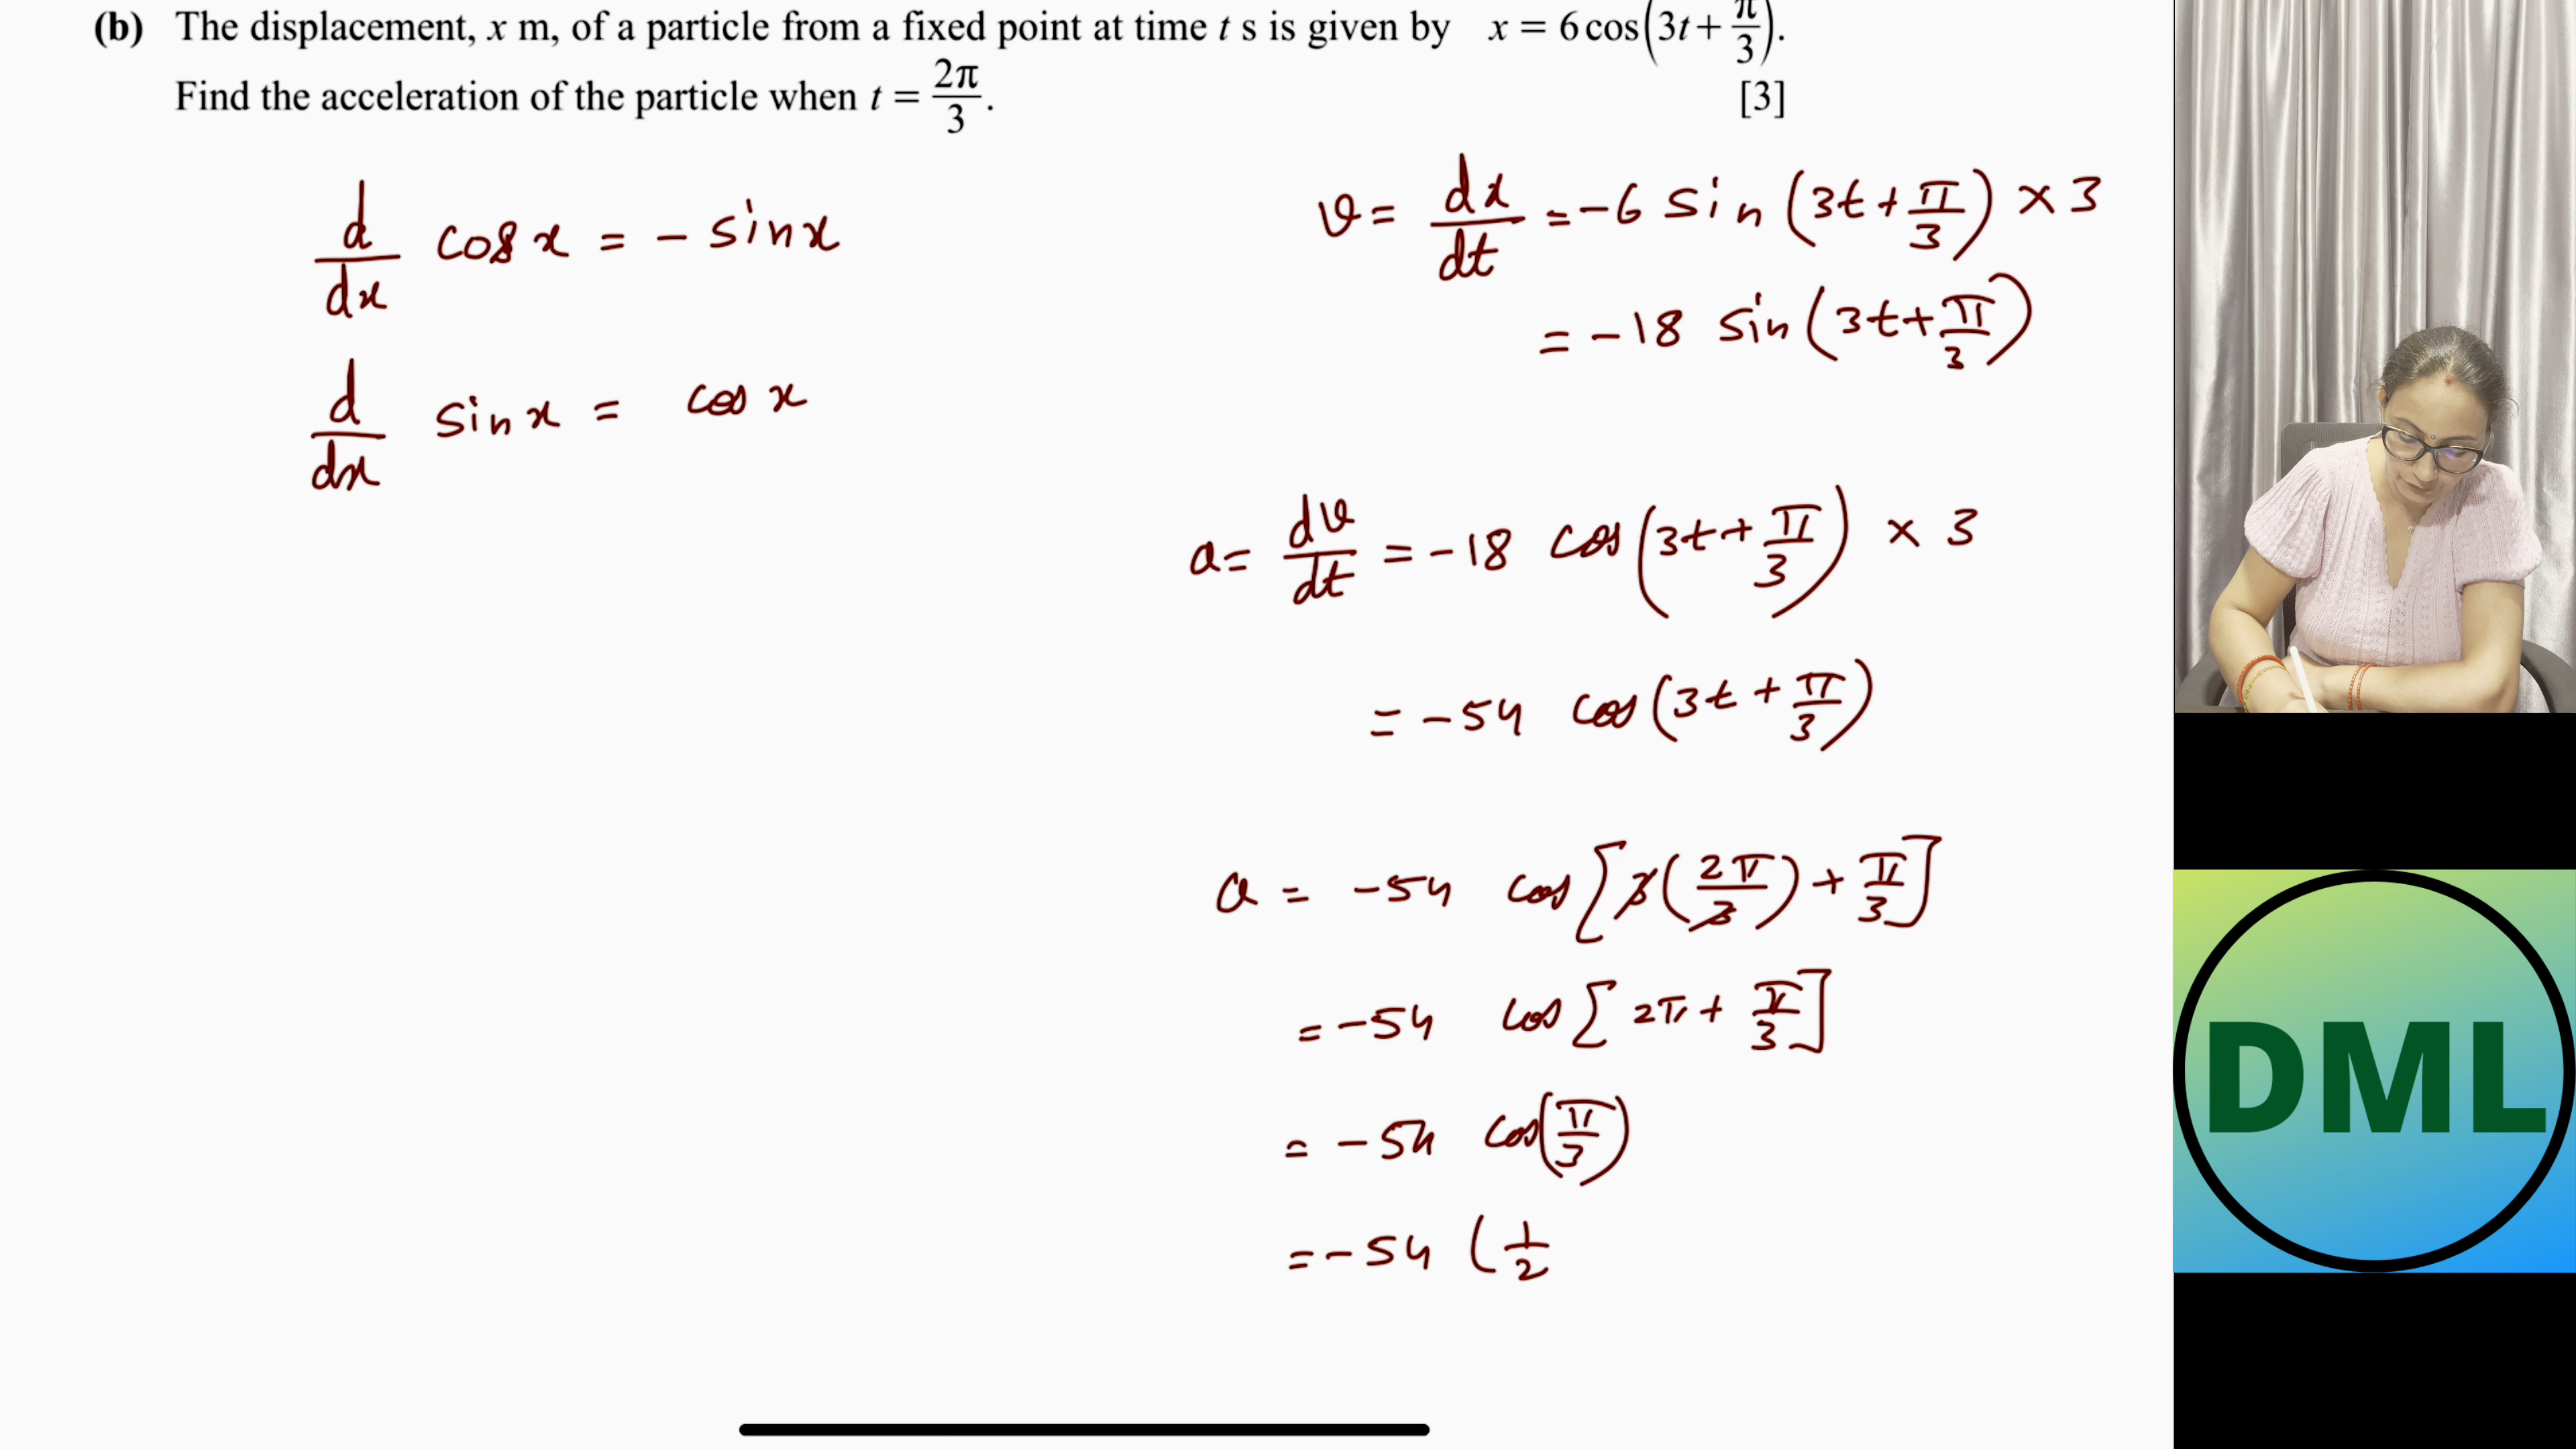 (b) The displacement, x m, of a particle from a fixed point at time t s is given by x = 6 cos(3t + π/3).
Find the acceleration of the particle when t = 2π/3. [3]
d/dx cos x = - sin x
d/dx sin x = cos x
v = dx/dt = -6 sin (3t + π/3) × 3
= -18 sin (3t + π/3)
a = dv/dt = -18 cos (3t + π/3) × 3
= -54 cos (3t + π/3)
a = -54 cos [3(2π/3) + π/3]
= -54 cos [2π + π/3]
= -54 cos (π/3)
= -54 (1/2
DML